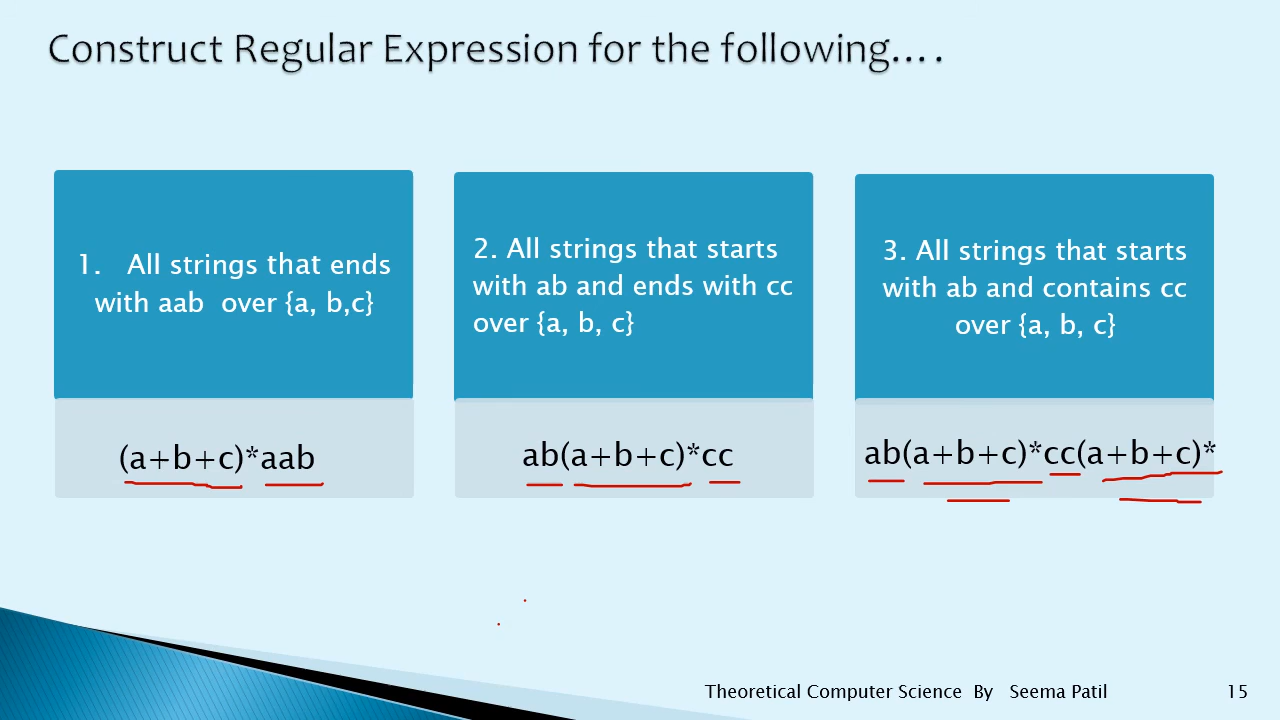 Construct Regular Expression for the following....
1. All strings that ends
with aab over {a, b,c}
(a+b+c)*aab
2. All strings that starts
with ab and ends with cc
over {a, b, c}
ab(a+b+c)*cc
3. All strings that starts
with ab and contains cc
over {a, b, c}
ab(a+b+c)*cc(a+b+c)*
Theoretical Computer Science By Seema Patil
15